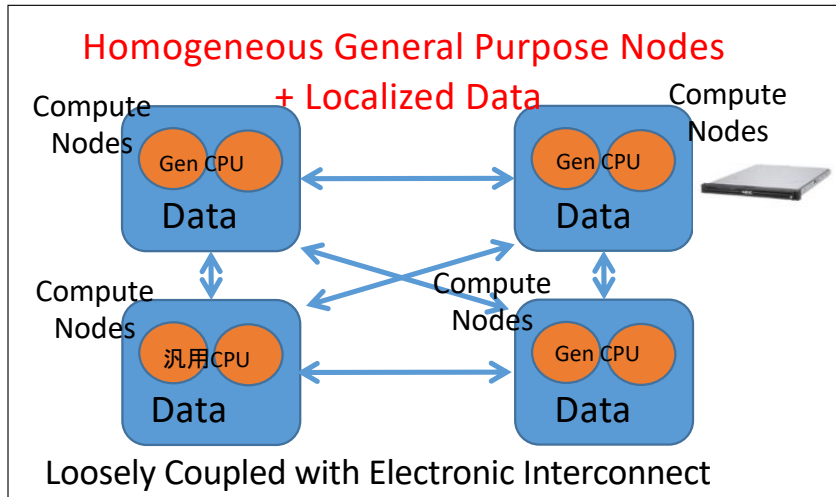 Homogeneous General Purpose Nodes
+ Localized Data
Compute
Nodes
Gen CPU
Data
Compute
Nodes
Gen CPU
Data
Compute
Nodes
汎用CPU
Data
Compute
Nodes
Gen CPU
Data
Loosely Coupled with Electronic Interconnect